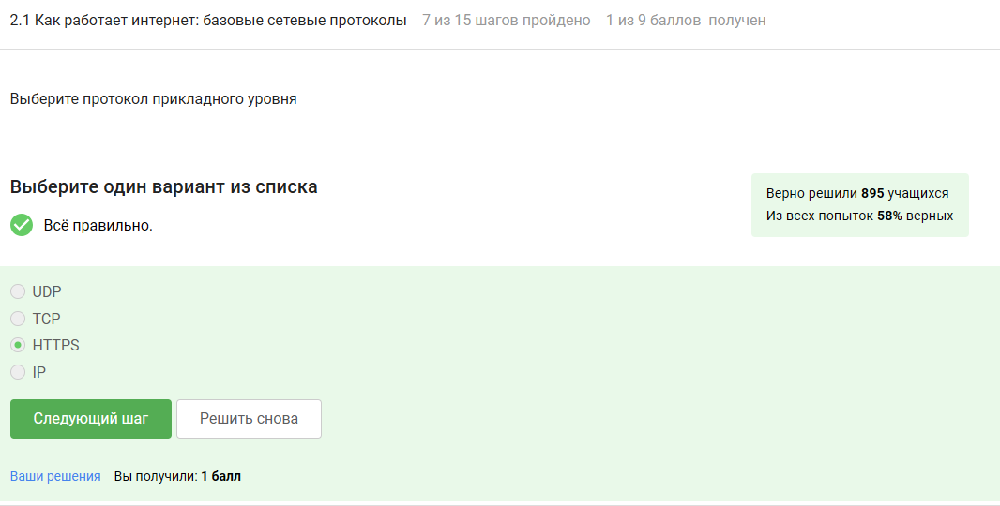 2.1 Как работает интернет: базовые сетевые протоколы 7 из 15 шагов пройдено 1 из 9 баллов получен
Выберите протокол прикладного уровня
Выберите один вариант из списка
Всё правильно.
Верно решили 895 учащихся
Из всех попыток 58% верных
UDP
TCP
HTTPS
IP
Следующий шаг Решить снова
Ваши решения Вы получили: 1 балл